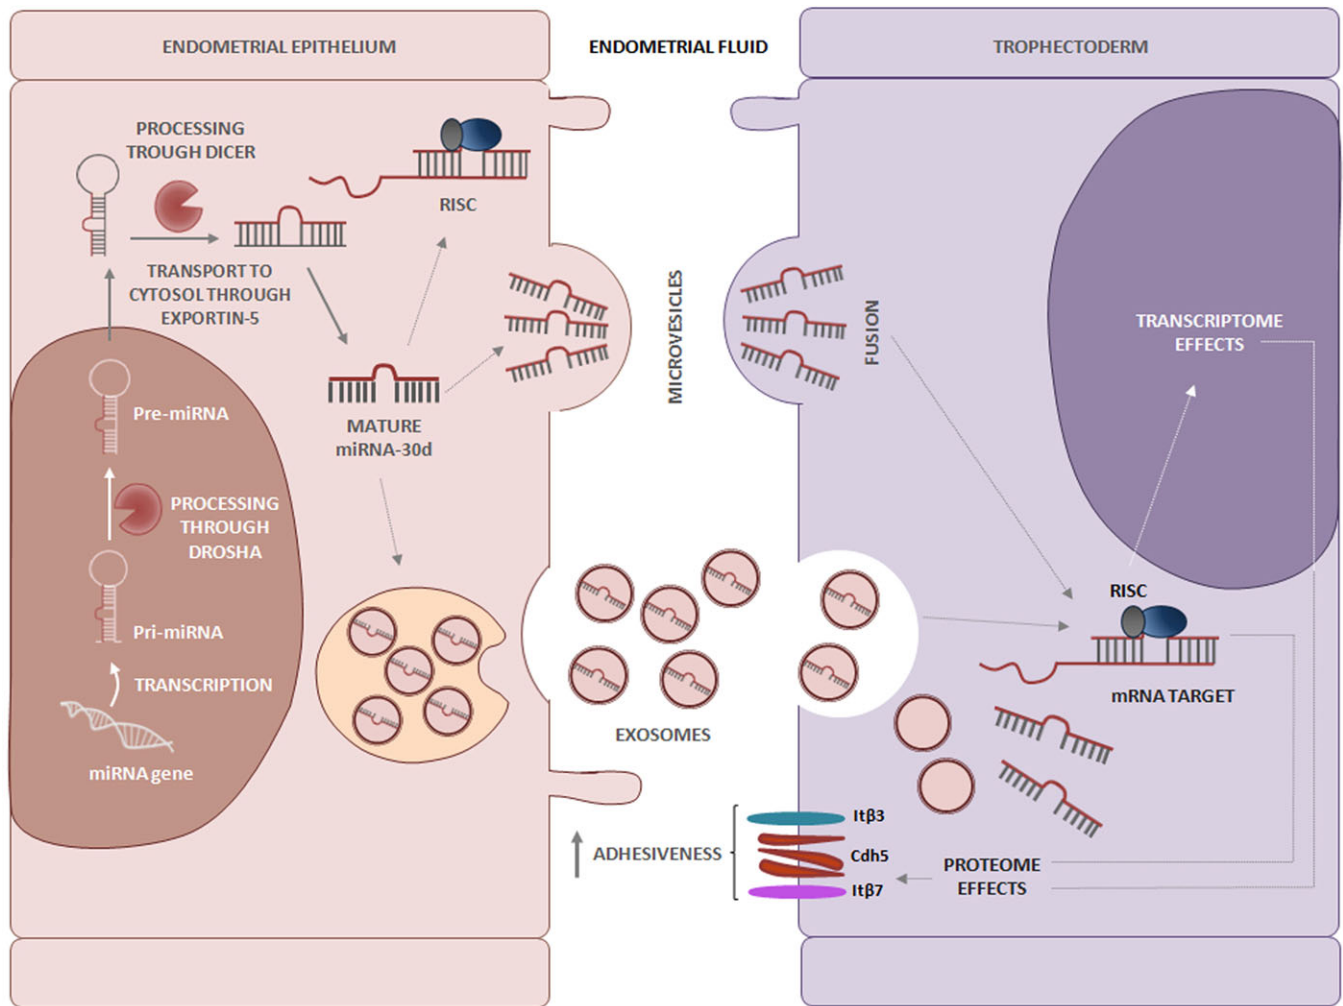 ENDOMETRIAL EPITHELIUM
ENDOMETRIAL FLUID
TROPHECTODERM
PROCESSING
TROUGH DICER
RISC
TRANSPORT TO
CYTOSOL THROUGH
EXPORTIN-5
MATURE
miRNA-30d
Pre-miRNA
PROCESSING
THROUGH
DROSHA
Pri-miRNA
TRANSCRIPTION
miRNA gene
MICROVESICLES
FUSION
EXOSOMES
TRANSCRIPTOME
EFFECTS
RISC
mRNA TARGET
ADHESIVENESS
Itβ3
Cdh5
Itβ7
PROTEOME
EFFECTS